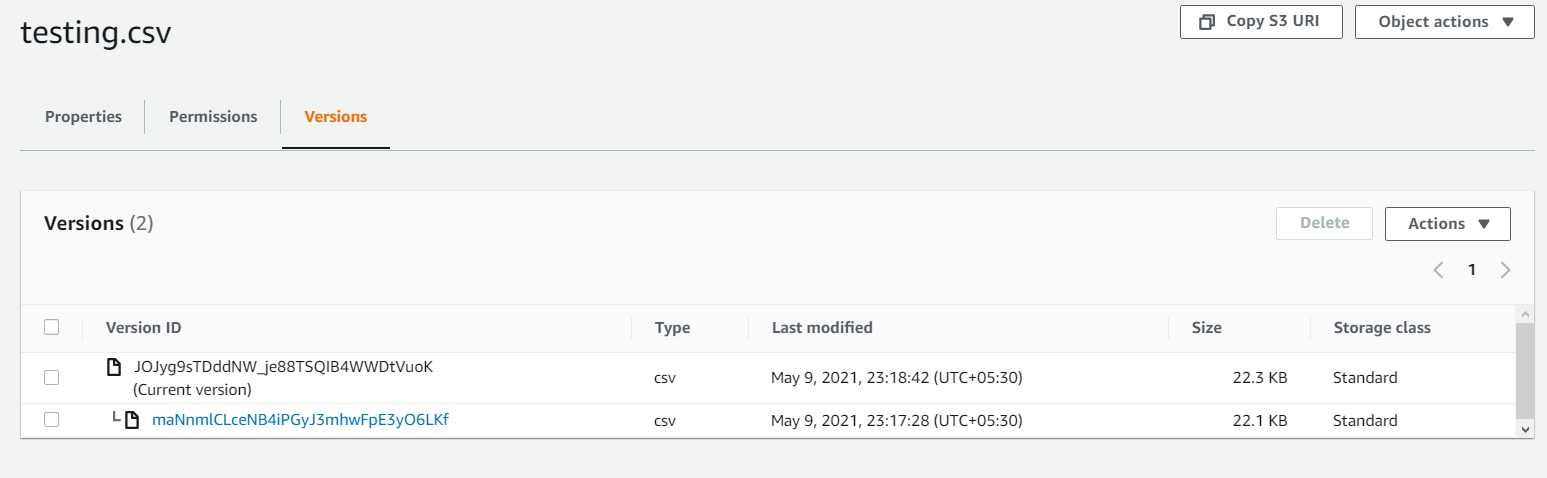 testing.csv
Copy S3 URI
Object actions
Properties
Permissions
Versions
Versions (2)
Delete
Actions
1
Version ID
Type
Last modified
Size
Storage class
JOJyg9sTDddNW_je88TSQIB4WWDtVuoK
(Current version)
csv
May 9, 2021, 23:18:42 (UTC+05:30)
22.3 KB
Standard
maNnmlCLceNB4iPGyJ3mhwFpE3yO6LKf
csv
May 9, 2021, 23:17:28 (UTC+05:30)
22.1 KB
Standard